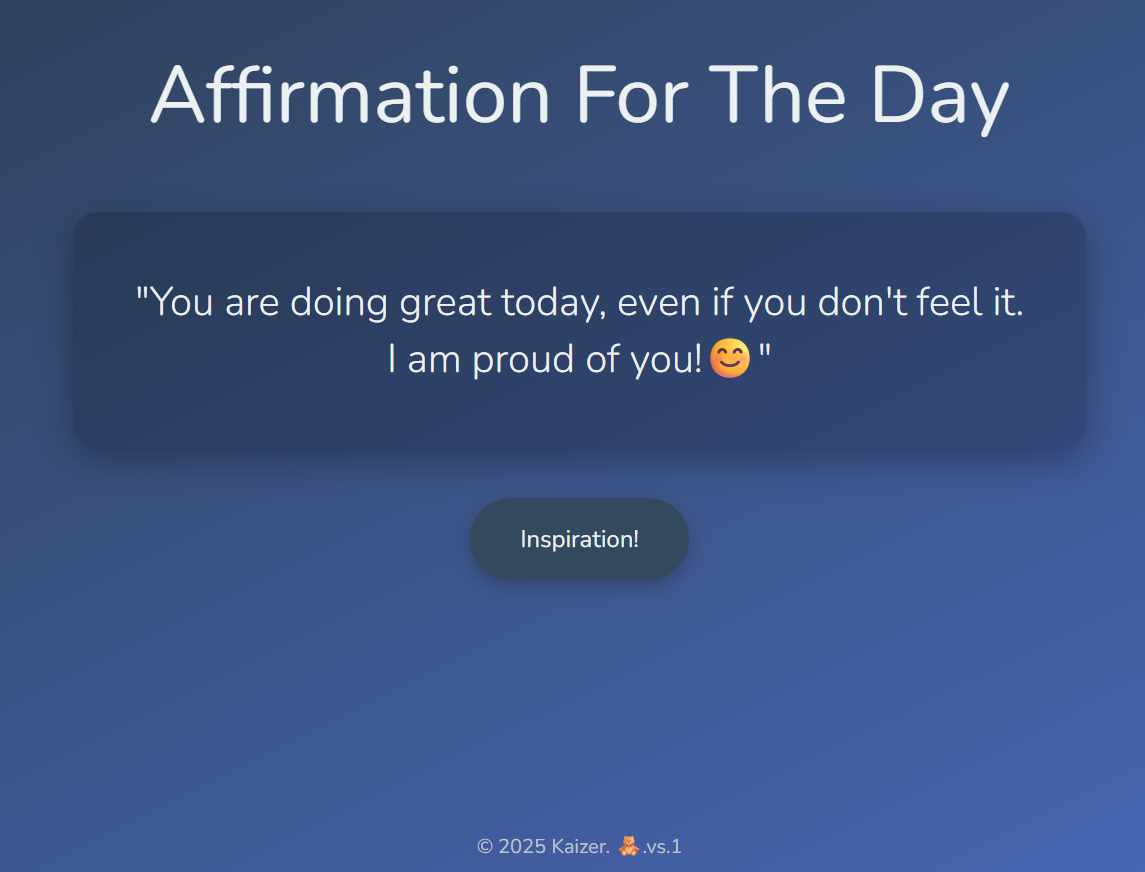 Affirmation For The Day
"You are doing great today, even if you don't feel it.
I am proud of you!😊 "
Inspiration!
© 2025 Kaizer. 🧸.vs.1